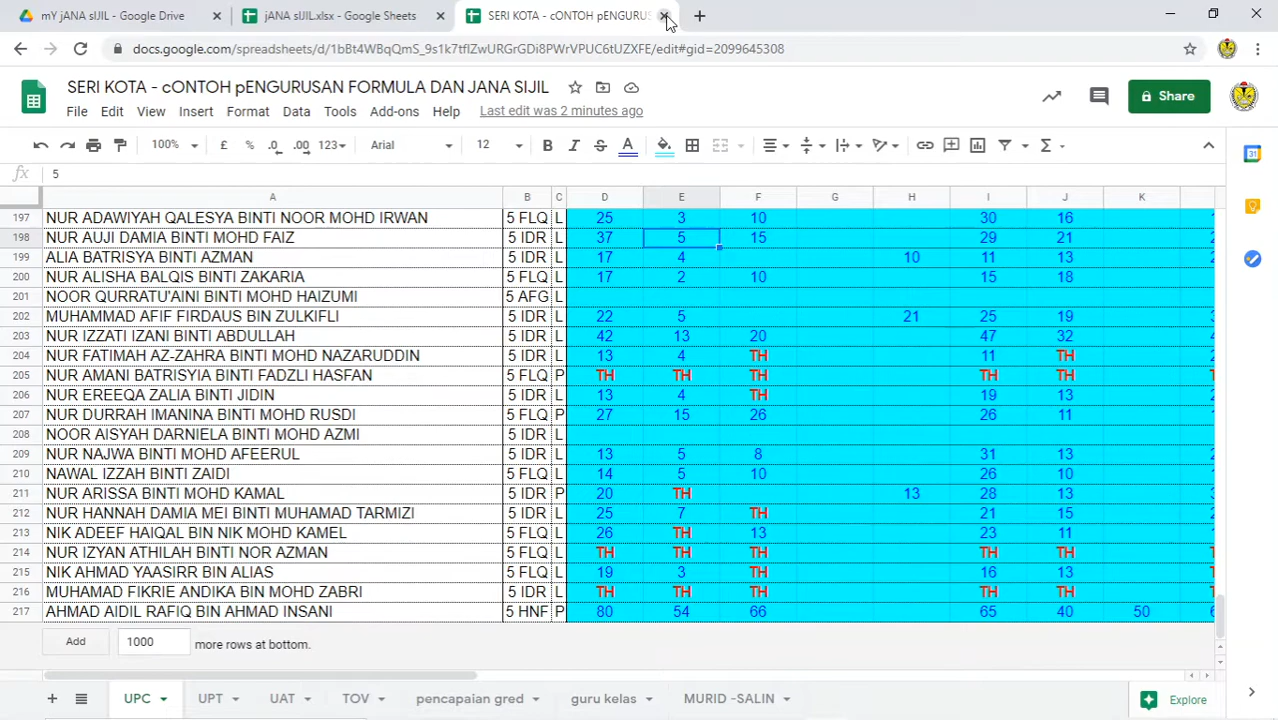 mY jANA sIJIL - Google Drive
jANA sIJIL.xlsx - Google Sheets
SERI KOTA - cONTOH pENGURUS
docs.google.com/spreadsheets/d/1bBt4WBqQmS_9s1k7tflZwURGrGDi8PWrVPUC6tUZXFE/edit#gid=2099645308
SERI KOTA - cONTOH pENGURUSAN FORMULA DAN JANA SIJIL
File Edit View Insert Format Data Tools Add-ons Help Last edit was 2 minutes ago
Share
100% £ % .0 .00 123 Arial 12 B I S A Σ
fx 5
A B C D E F G H I J K
197 NUR ADAWIYAH QALESYA BINTI NOOR MOHD IRWAN 5 FLQ L 25 3 10 30 16
198 NUR AUJI DAMIA BINTI MOHD FAIZ 5 IDR L 37 5 15 29 21
199 ALIA BATRISYA BINTI AZMAN 5 IDR L 17 4 10 11 13
200 NUR ALISHA BALQIS BINTI ZAKARIA 5 FLQ L 17 2 10 15 18
201 NOOR QURRATU'AINI BINTI MOHD HAIZUMI 5 AFG L
202 MUHAMMAD AFIF FIRDAUS BIN ZULKIFLI 5 IDR L 22 5 21 25 19
203 NUR IZZATI IZANI BINTI ABDULLAH 5 IDR L 42 13 20 47 32
204 NUR FATIMAH AZ-ZAHRA BINTI MOHD NAZARUDDIN 5 FLQ L 13 4 TH 11 TH
205 NUR AMANI BATRISYIA BINTI FADZLI HASFAN 5 FLQ P TH TH TH TH TH
206 NUR EREEQA ZALIA BINTI JIDIN 5 FLQ L 13 4 TH 19 13
207 NUR DURRAH IMANINA BINTI MOHD RUSDI 5 FLQ P 27 15 26 26 11
208 NOOR AISYAH DARNIELA BINTI MOHD AZMI 5 IDR L
209 NUR NAJWA BINTI MOHD AFEERUL 5 IDR L 13 5 8 31 13
210 NAWAL IZZAH BINTI ZAIDI 5 FLQ L 14 5 10 26 10
211 NUR ARISSA BINTI MOHD KAMAL 5 IDR P 20 TH 13 28 13
212 NUR HANNAH DAMIA MEI BINTI MUHAMAD TARMIZI 5 IDR L 25 7 TH 21 15
213 NIK ADEEF HAIQAL BIN NIK MOHD KAMEL 5 FLQ L 26 TH 13 23 11
214 NUR IZYAN ATHILAH BINTI NOR AZMAN 5 FLQ L TH TH TH TH TH
215 NIK AHMAD YAASIRR BIN ALIAS 5 FLQ L 19 3 TH 16 13
216 MUHAMAD FIKRIE ANDIKA BIN MOHD ZABRI 5 IDR L TH TH TH TH TH
217 AHMAD AIDIL RAFIQ BIN AHMAD INSANI 5 HNF P 80 54 66 65 40 50
Add 1000 more rows at bottom.
UPC UPT UAT TOV pencapaian gred guru kelas MURID -SALIN Explore